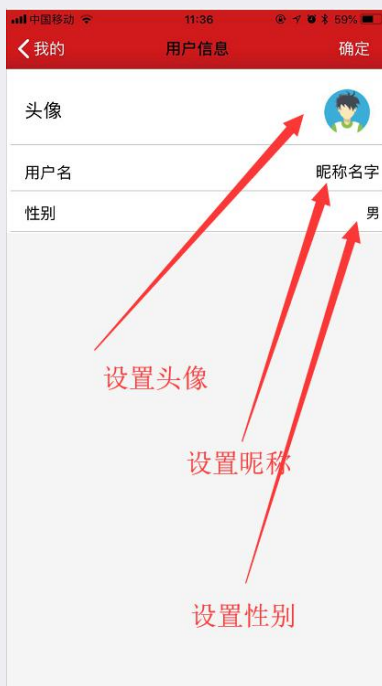 中国移动 11:36 59%
我的 用户信息 确定
头像
用户名 昵称名字
性别 男
设置头像
设置昵称
设置性别